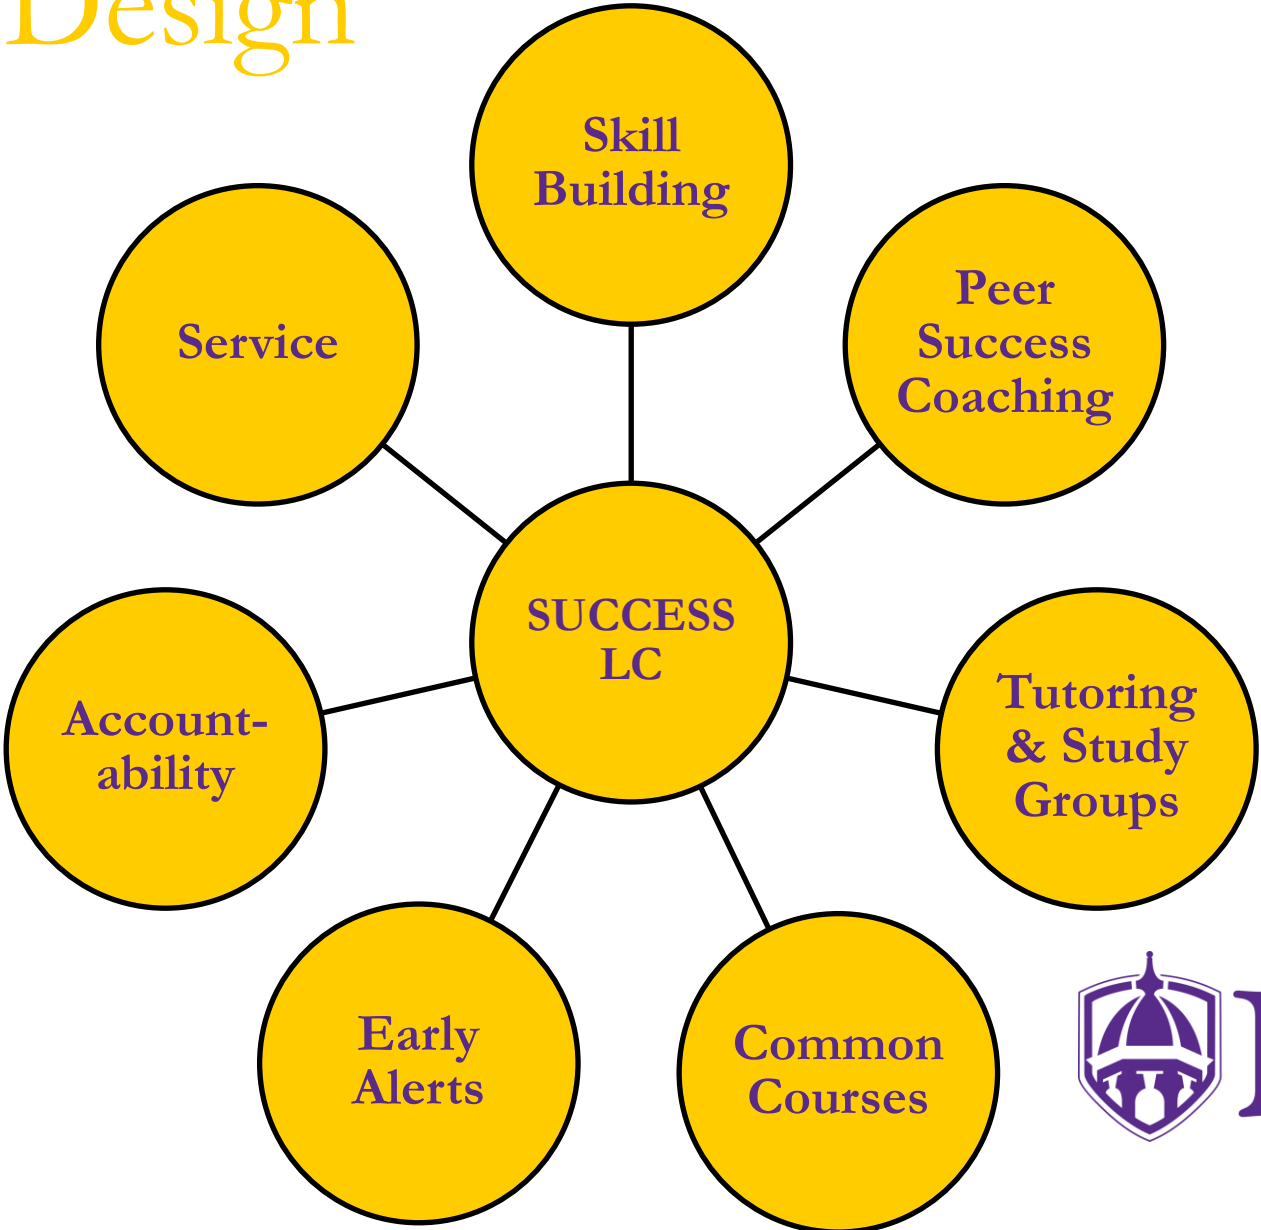 Design
Skill
Building
Peer
Success
Coaching
Service
SUCCESS
LC
Tutoring
& Study
Groups
Account-
ability
Early
Alerts
Common
Courses